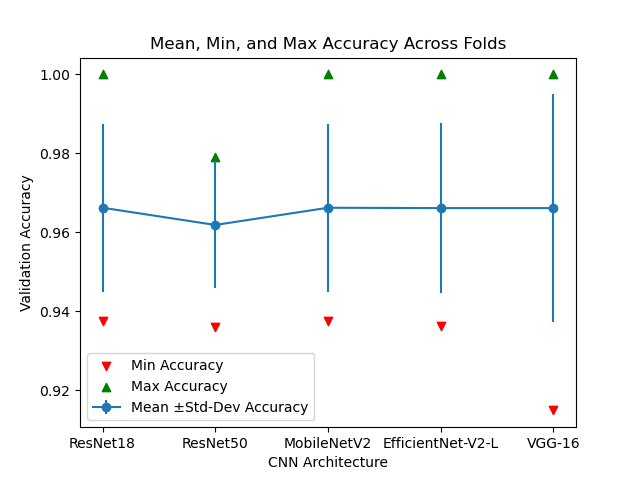 Mean, Min, and Max Accuracy Across Folds
Validation Accuracy
1.00
0.98
0.96
0.94
0.92
Min Accuracy
Max Accuracy
Mean ±Std-Dev Accuracy
ResNet18 ResNet50 MobileNetV2 EfficientNet-V2-L VGG-16
CNN Architecture